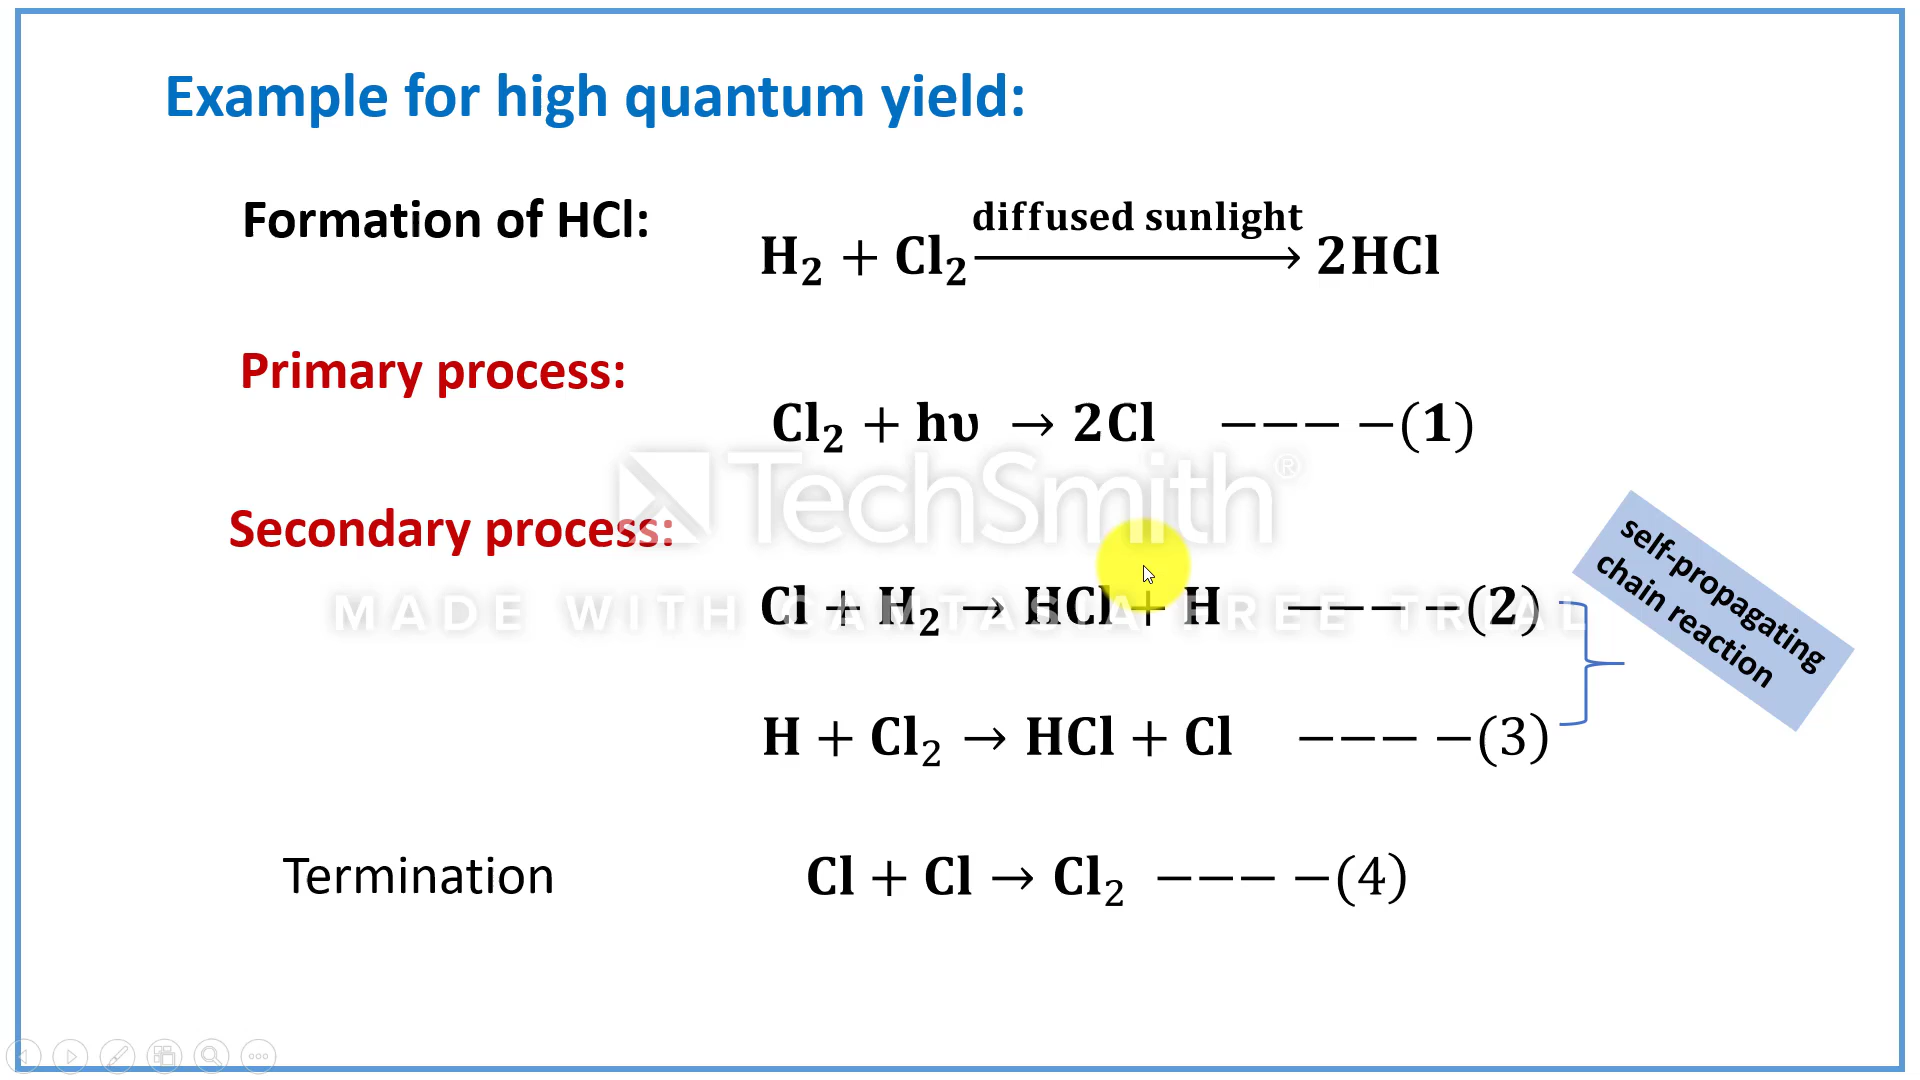 Example for high quantum yield:
Formation of HCl:
H₂ + Cl₂ diffused sunlight → 2HCl
Primary process:
Cl₂ + hυ → 2Cl −−− −(1)
TechSmith®
Secondary process:
MADE WITH CAMTASIA FREE TRIAL
Cl + H₂ → HCl + H −−− −(2)
self-propagating
chain reaction
H + Cl₂ → HCl + Cl −−− −(3)
Termination
Cl + Cl → Cl₂ −−− −(4)